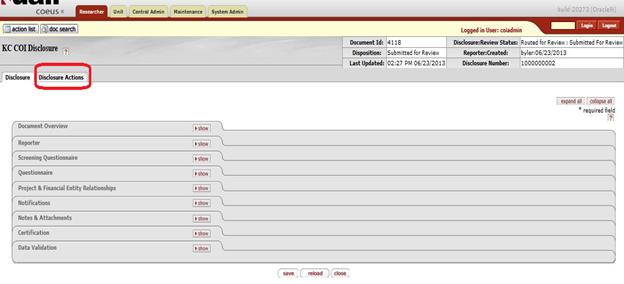 coeus
Researcher Unit Central Admin Maintenance System Admin
build-20273 (Oracle9i)
action list doc search
Logged in User: coiadmin
Login Logout
KC COI Disclosure ?
Document Id: 4118 Disclosure:Review Status: Routed for Review : Submitted For Review
Disposition: Submitted for Review Reporter:Created: byler:06/23/2013
Last Updated: 02:27 PM 06/23/2013 Disclosure Number: 1000000002
Disclosure Disclosure Actions
expand all collapse all
* required field
?
Document Overview show
Reporter show
Screening Questionnaire show
Questionnaire show
Project & Financial Entity Relationships show
Notifications show
Notes & Attachments show
Certification show
Data Validation show
save reload close